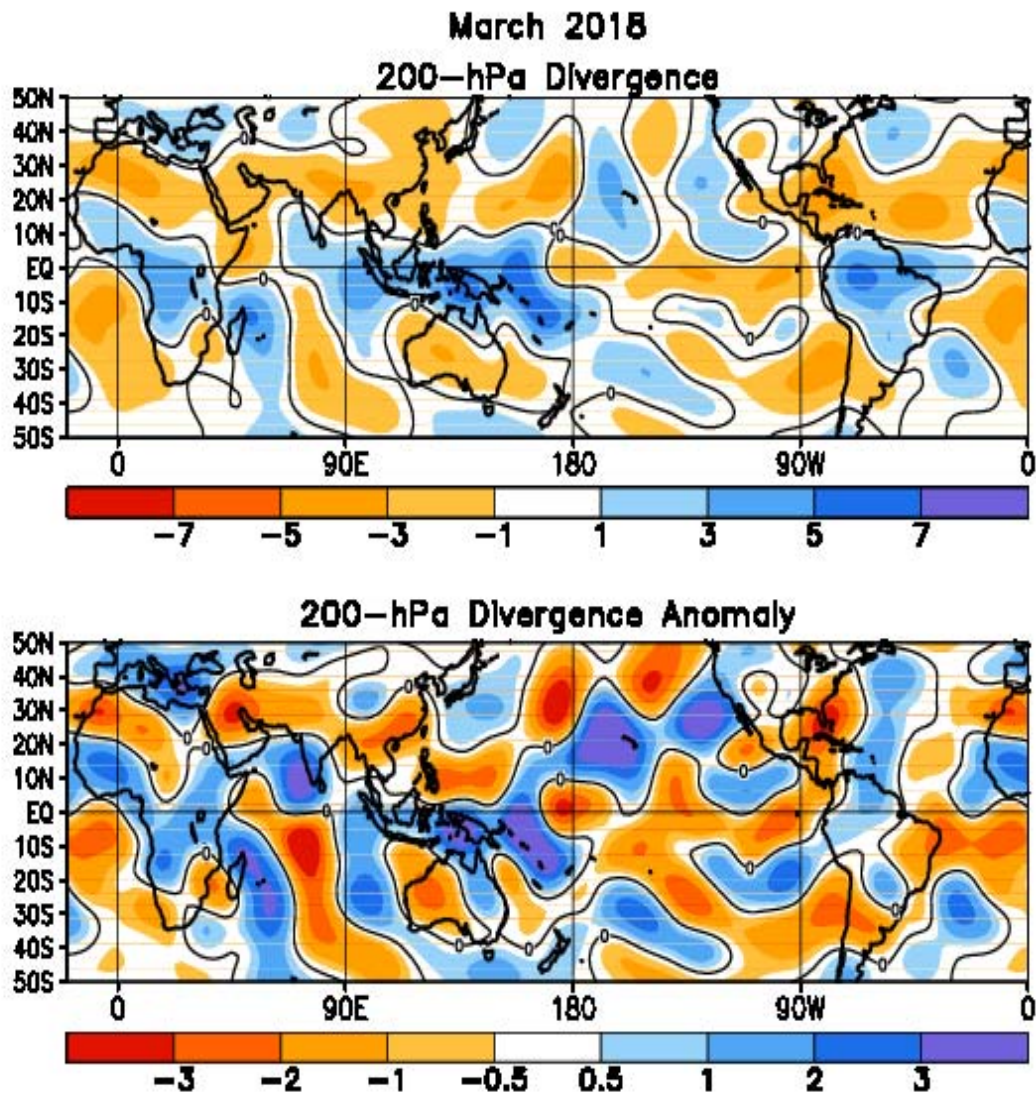 March 2018
200-hPa Divergence
50N
40N
30N
20N
10N
EQ
10S
20S
30S
40S
50S
0 90E 180 90W 0
-7 -5 -3 -1 1 3 5 7
200-hPa Divergence Anomaly
50N
40N
30N
20N
10N
EQ
10S
20S
30S
40S
50S
0 90E 180 90W 0
-3 -2 -1 -0.5 0.5 1 2 3